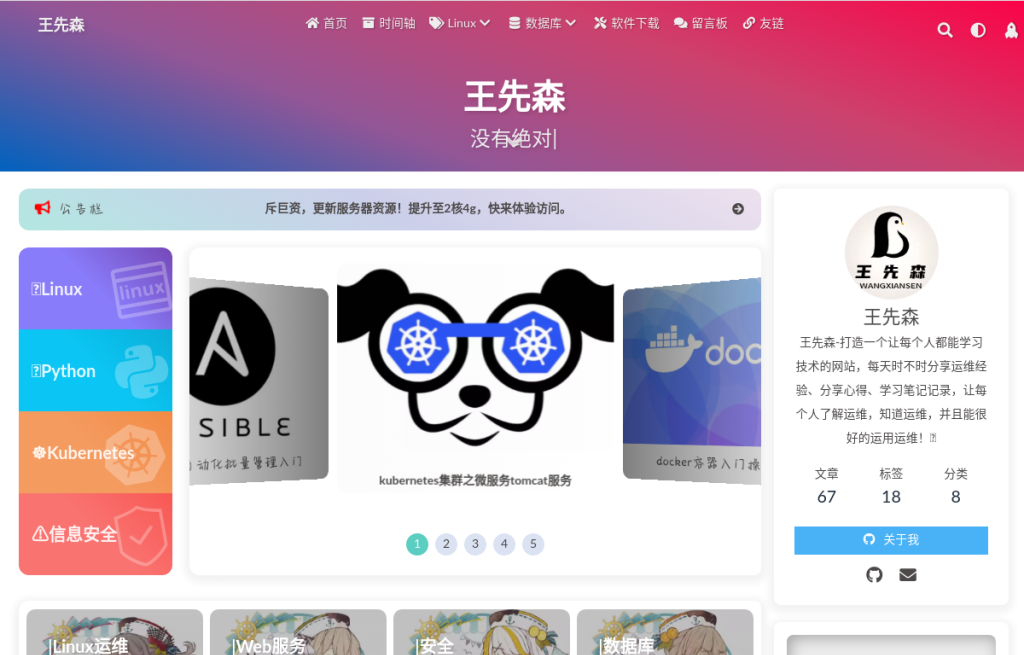 王先森
首页
时间轴
Linux
数据库
软件下载
留言板
友链
王先森
没有绝对|
公告栏
斥巨资，更新服务器资源！提升至2核4g，快来体验访问。
Linux
linux
Python
Kubernetes
信息安全
SIBLE
动化批量管理入门
kubernetes集群之微服务tomcat服务
doc
docker容器入门操
1 2 3 4 5
王先森
WANGXIANSEN
王先森
王先森-打造一个让每个人都能学习
技术的网站，每天时不时分享运维经
验、分享心得、学习笔记记录，让每
个人了解运维，知道运维，并且能很
好的运用运维！
文章 标签 分类
67 18 8
关于我
|Linux运维
|Web服务
|安全
|数据库